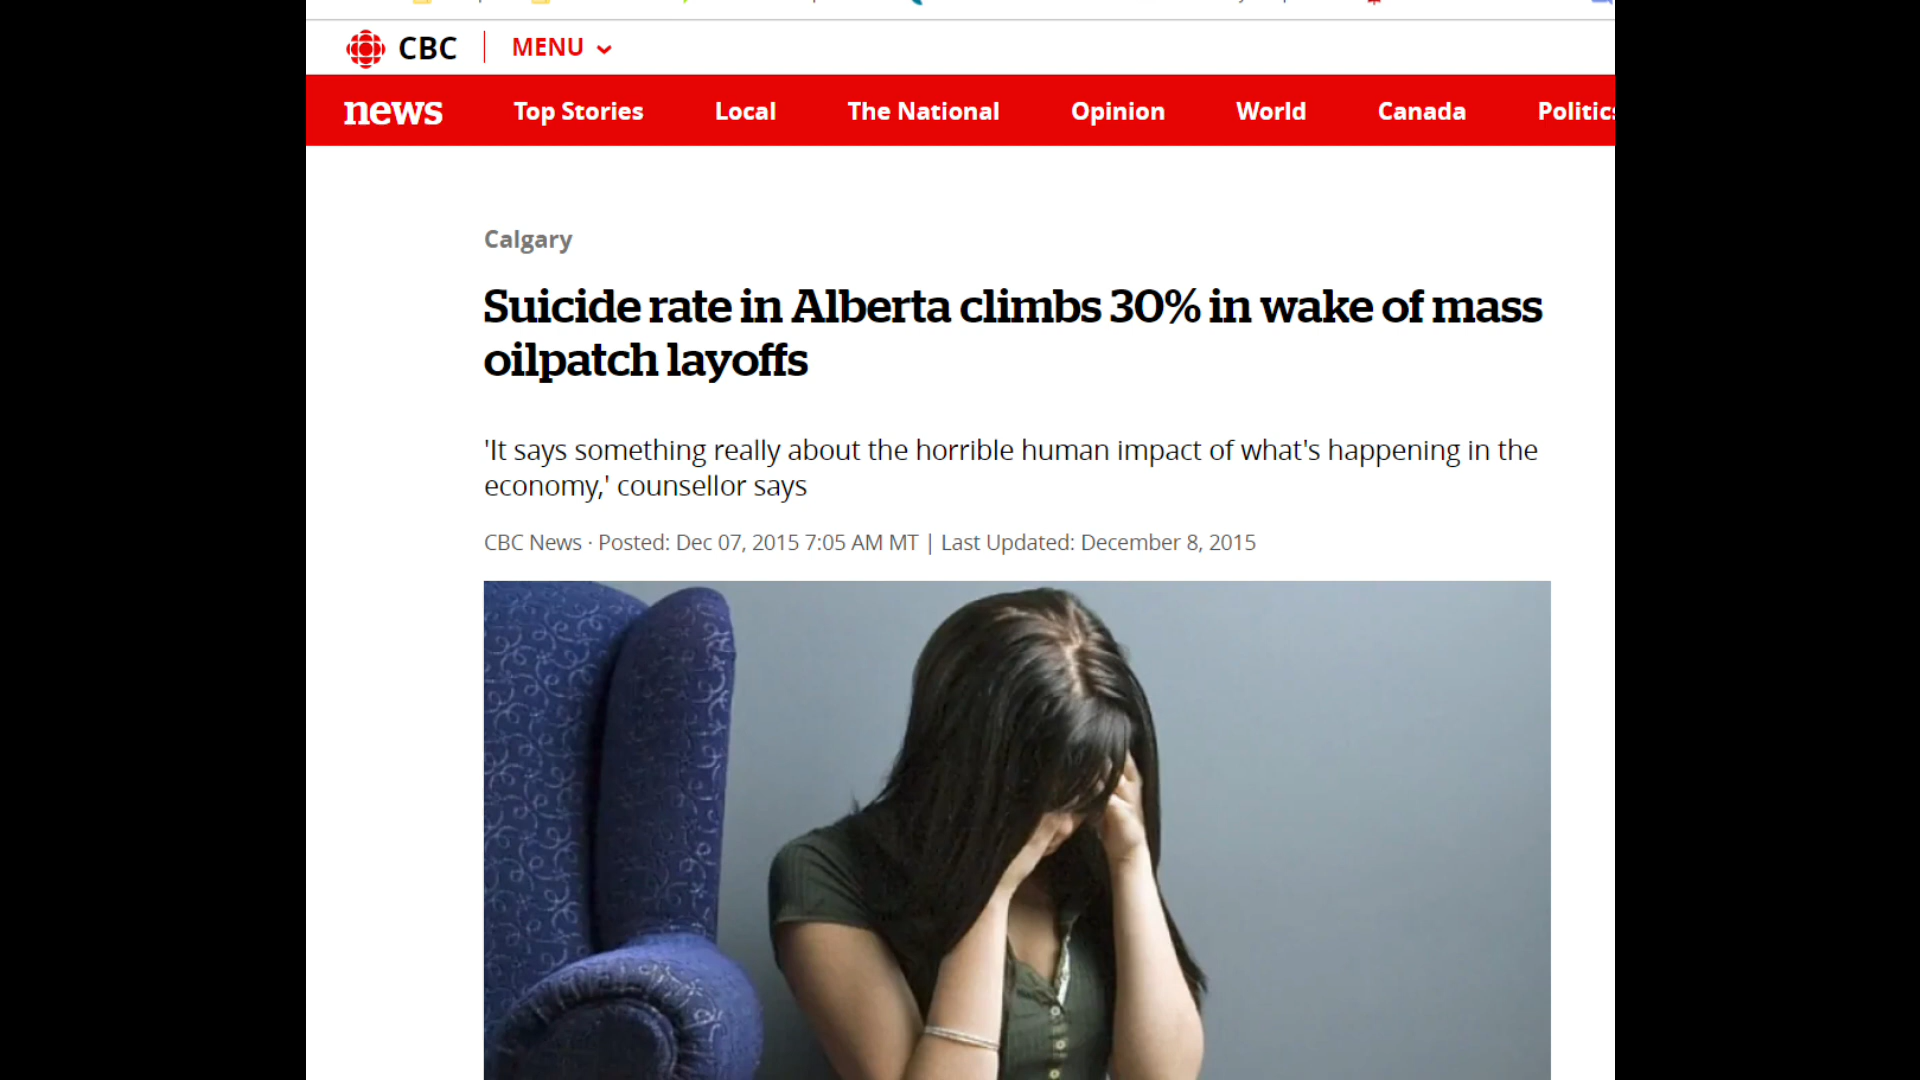 CBC MENU
news Top Stories Local The National Opinion World Canada Politics
Calgary
Suicide rate in Alberta climbs 30% in wake of mass
oilpatch layoffs
'It says something really about the horrible human impact of what's happening in the
economy,' counsellor says
CBC News · Posted: Dec 07, 2015 7:05 AM MT | Last Updated: December 8, 2015